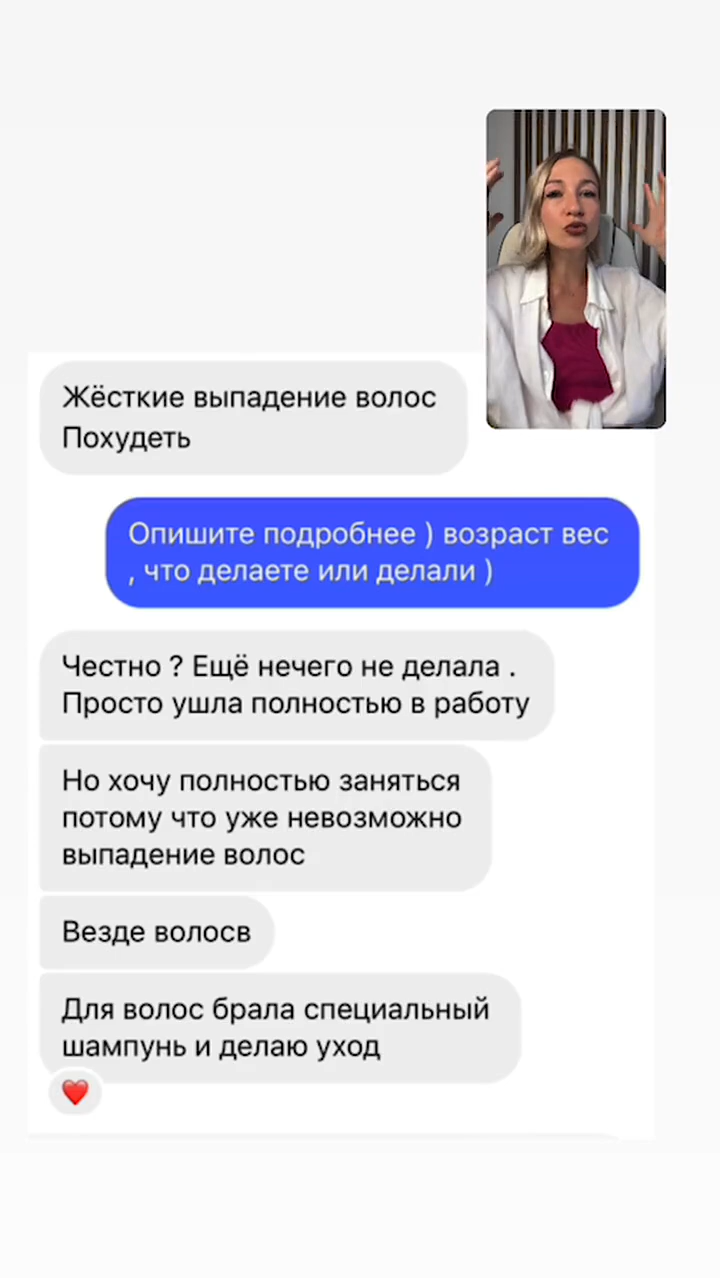 Жёсткие выпадение волос
Похудеть
Опишите подробнее ) возраст вес
, что делаете или делали )
Честно ? Ещё нечего не делала .
Просто ушла полностью в работу
Но хочу полностью заняться
потому что уже невозможно
выпадение волос
Везде волосв
Для волос брала специальный
шампунь и делаю уход